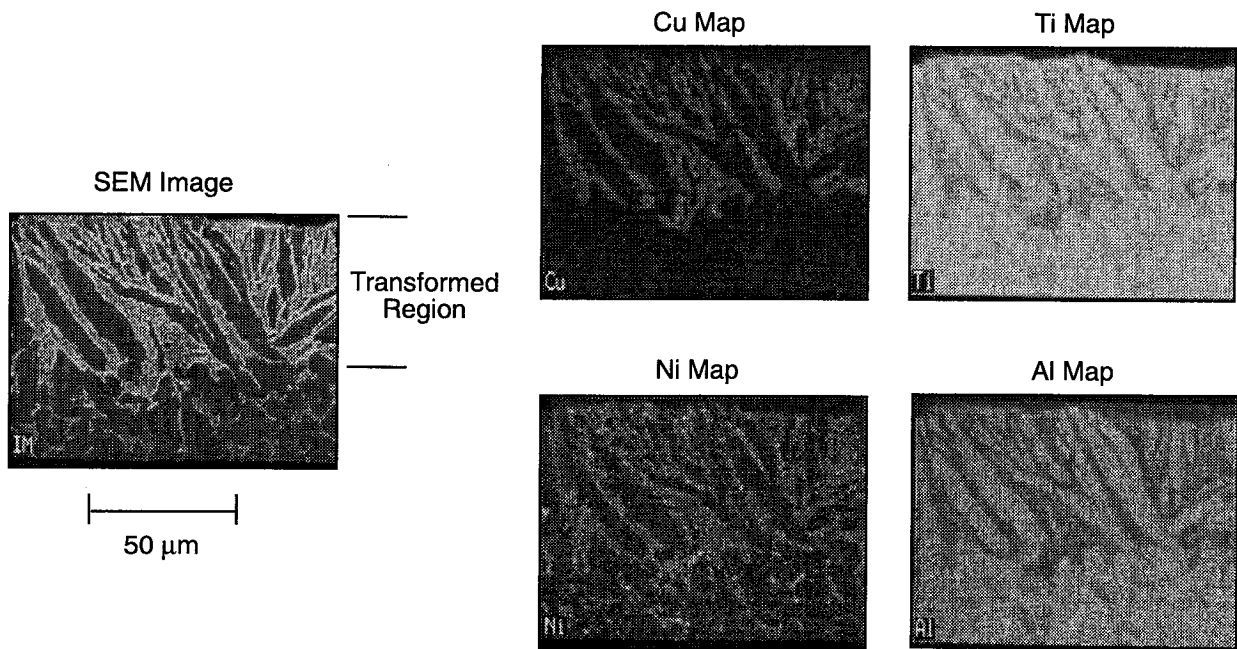 SEM Image
IM
50 µm
Transformed
Region
Cu Map
Cu
Ti Map
Ti
Ni Map
Ni
Al Map
Al